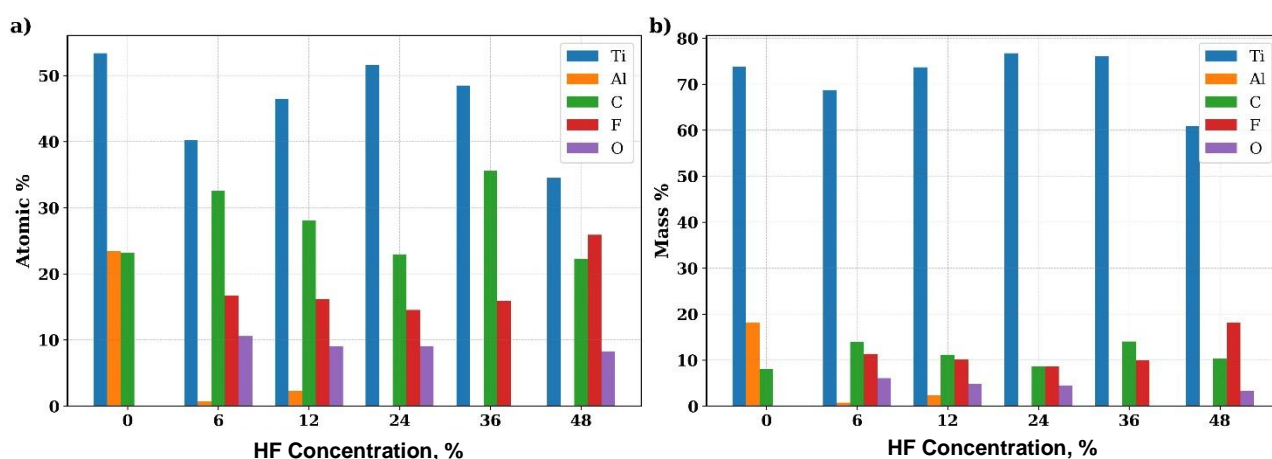 a)
Atomic %
50
40
30
20
10
0
Ti
Al
C
F
O
0 6 12 24 36 48
HF Concentration, %
b)
Mass %
80
70
60
50
40
30
20
10
0
Ti
Al
C
F
O
0 6 12 24 36 48
HF Concentration, %